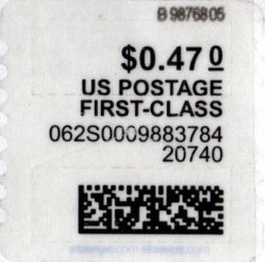 B 9876805
$0.47 0
US POSTAGE
FIRST-CLASS
062S0009883784
20740